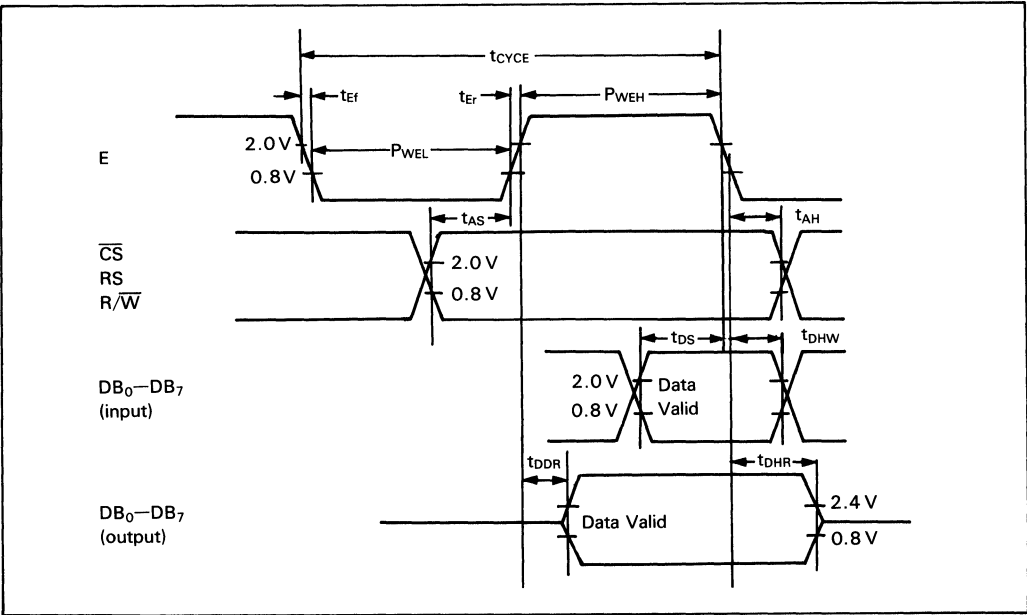 tCYCE
tEf
tEr
PWEH
E
2.0 V
0.8 V
PWEL
tAS
tAH
C̅S̅
RS
R/W̅
2.0 V
0.8 V
tDS
tDHW
DB₀—DB₇
(input)
2.0 V
0.8 V
Data
Valid
tDDR
tDHR
DB₀—DB₇
(output)
Data Valid
2.4 V
0.8 V